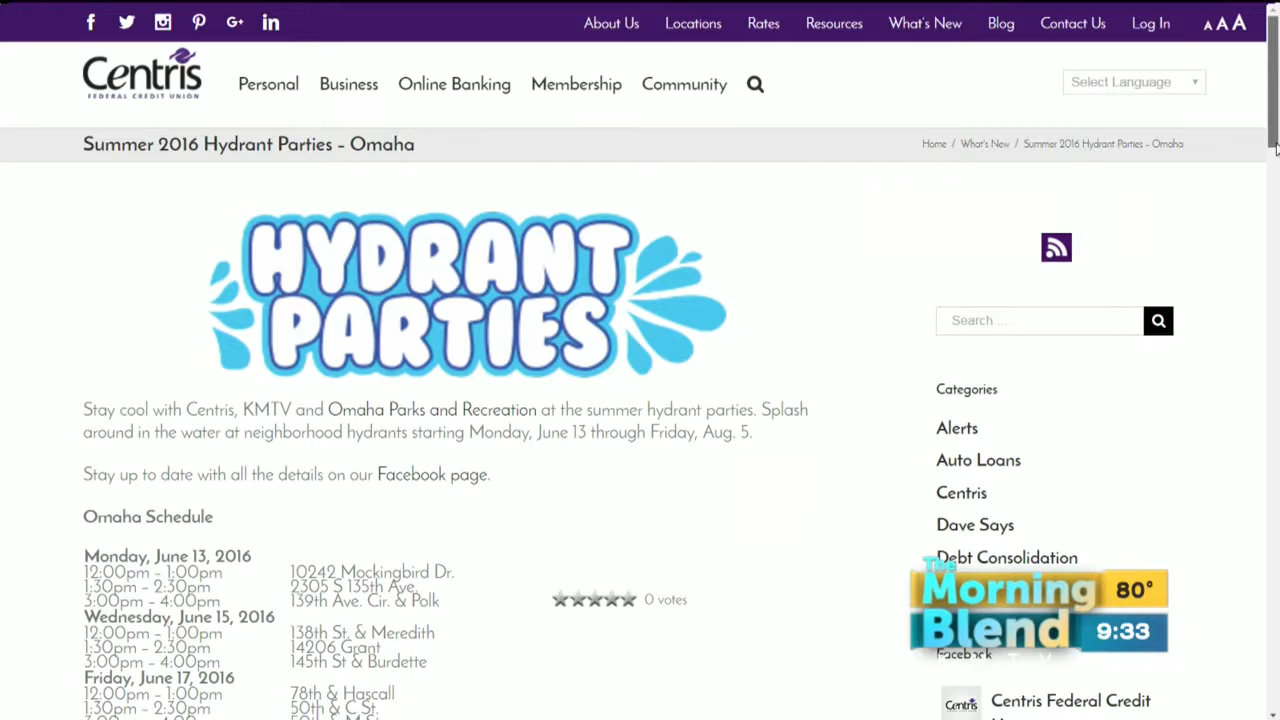 About Us Locations Rates Resources What's New Blog Contact Us Log In A A A
Centris
FEDERAL CREDIT UNION
Personal Business Online Banking Membership Community
Select Language
Summer 2016 Hydrant Parties – Omaha
Home / What's New / Summer 2016 Hydrant Parties – Omaha
HYDRANT
PARTIES
Stay cool with Centris, KMTV and Omaha Parks and Recreation at the summer hydrant parties. Splash
around in the water at neighborhood hydrants starting Monday, June 13 through Friday, Aug. 5.
Stay up to date with all the details on our Facebook page.
Omaha Schedule
Monday, June 13, 2016
12:00pm – 1:00pm 10242 Mockingbird Dr.
1:30pm – 2:30pm 2305 S 135th Ave.
3:00pm – 4:00pm 139th Ave. Cir. & Polk
0 votes
Wednesday, June 15, 2016
12:00pm – 1:00pm 138th St. & Meredith
1:30pm – 2:30pm 14206 Grant
3:00pm – 4:00pm 145th St & Burdette
Friday, June 17, 2016
12:00pm – 1:00pm 78th & Hascall
1:30pm – 2:30pm 50th & C St.
Search ...
Categories
Alerts
Auto Loans
Centris
Dave Says
Debt Consolidation
The
Morning
Blend
80°
9:33
Facebook
Centris
Centris Federal Credit